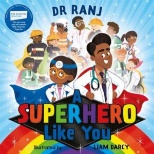 DR RANJ
A
SUPERHERO
Like You
Illustrated by
LIAM DARCY